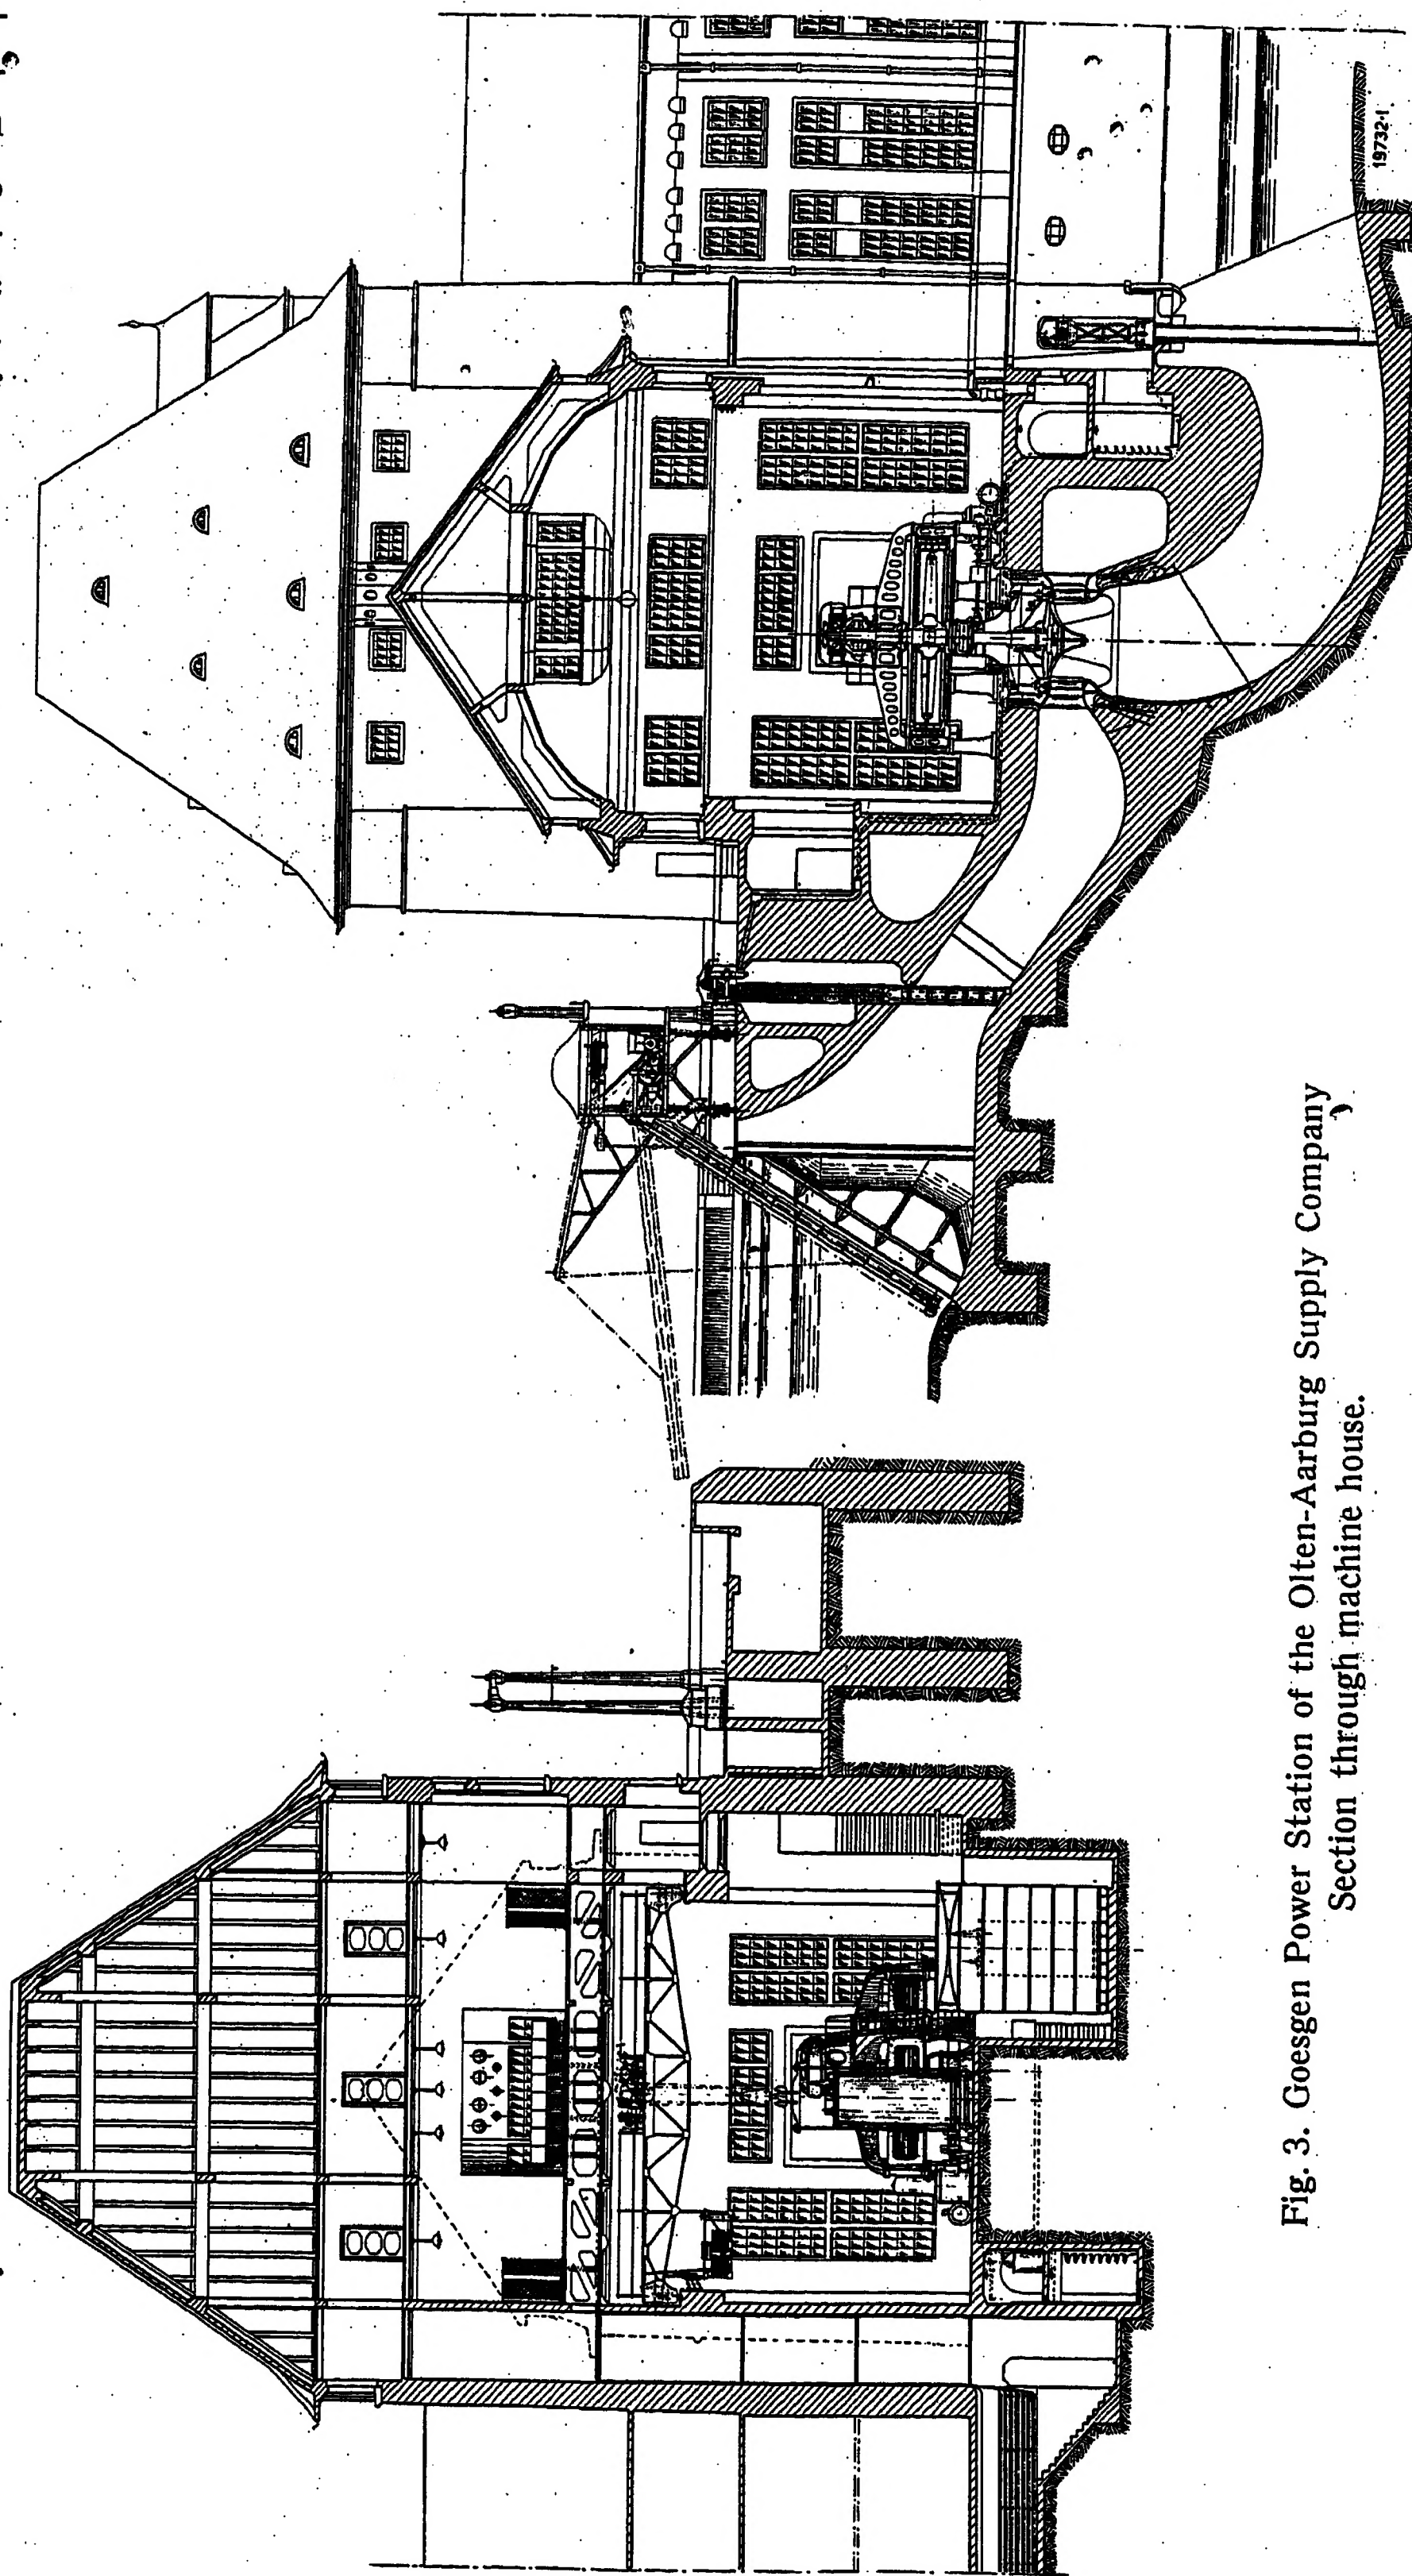 19732-1
Fig. 3. Goesgen Power Station of the Olten-Aarburg Supply Company
Section through machine house.